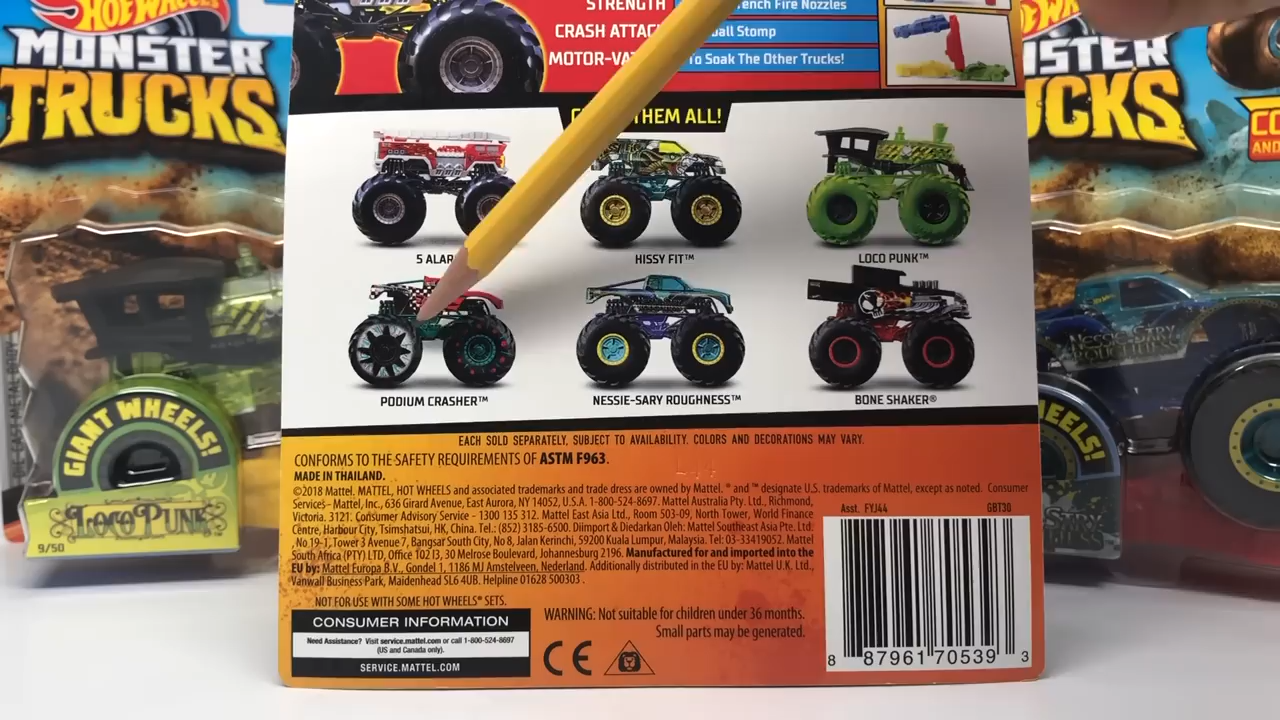 HOT WHEELS
MONSTER
TRUCKS
STRENGTH
Fire Nozzles
CRASH
Stomp
To Soak The Other Trucks!
THEM ALL!
HISSY FIT™
LOCO PUNK™
PODIUM CRASHER™
NESSIE-SARY ROUGHNESS™
BONE SHAKER®
EACH SOLD SEPARATELY, SUBJECT TO AVAILABILITY. COLORS AND DECORATIONS MAY VARY.
CONFORMS TO THE SAFETY REQUIREMENTS OF ASTM F963.
MADE IN THAILAND.
©2018 Mattel. MATTEL, HOT WHEELS and associated trademarks and trade dress are owned by Mattel. ® and ™ designate U.S. trademarks of Mattel, except as noted. Consumer
Services- Mattel, Inc., 636 Girard Avenue, East Aurora, NY 14052, U.S.A. 1-800-524-8697. Mattel Australia Pty. Ltd., Richmond,
Victoria. 3121. Consumer Advisory Service - 1300 135 312. Mattel East Asia Ltd., Room 503-09, North Tower, World Finance
Centre, Harbour City, Tsimshatsui, HK, China. Tel.: (852) 3185-6500. Diimport & Diedarkan Oleh: Mattel Southeast Asia Pte. Ltd.
No 19-1, Tower 3 Avenue 7, Bangsar South City, No 8, Jalan Kerinchi, 59200 Kuala Lumpur, Malaysia. Tel: 03-33419052. Mattel
South Africa (PTY) LTD, Office 102 I3, 30 Melrose Boulevard, Johannesburg 2196. Manufactured for and imported into the
EU by: Mattel Europa B.V., Gondel 1, 1186 MJ Amstelveen, Nederland. Additionally distributed in the EU by: Mattel U.K. Ltd.,
Vanwall Business Park, Maidenhead SL6 4UB. Helpline 01628 500303.
Asst. FYJ44
GBT30
NOT FOR USE WITH SOME HOT WHEELS® SETS.
CONSUMER INFORMATION
Need Assistance? Visit service.mattel.com or call 1-800-524-8697
(US and Canada only).
SERVICE.MATTEL.COM
WARNING: Not suitable for children under 36 months.
Small parts may be generated.
CE
8 87961 70539 3
GIANT WHEELS!
LOCO PUNK
9/50
NESSIE-SARY
ROUGHNESS